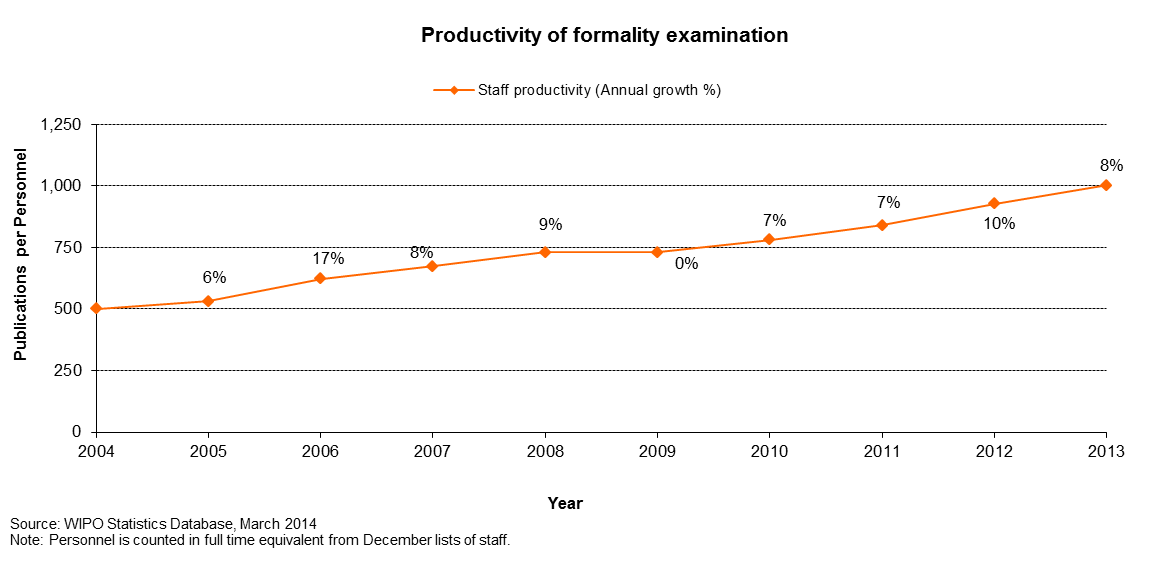 Productivity of formality examination
Staff productivity (Annual growth %)
Publications per Personnel
1,250
1,000
750
500
250
0
6%
17%
8%
9%
0%
7%
7%
10%
8%
2004 2005 2006 2007 2008 2009 2010 2011 2012 2013
Year
Source: WIPO Statistics Database, March 2014
Note: Personnel is counted in full time equivalent from December lists of staff.